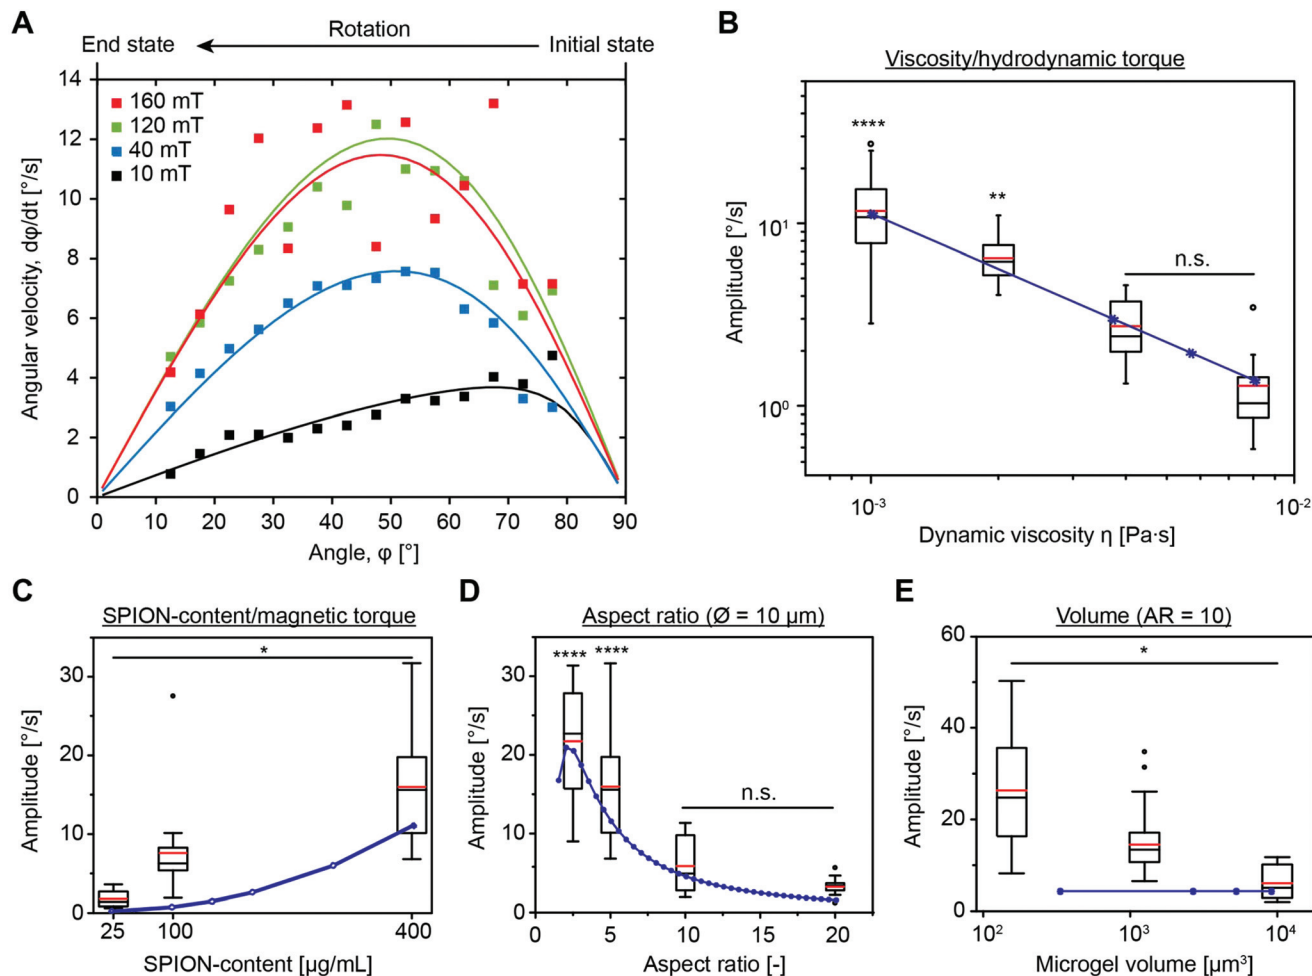 A
End state
Rotation
Initial state
Angular velocity, dφ/dt [°/s]
14
12
10
8
6
4
2
0
160 mT
120 mT
40 mT
10 mT
0 10 20 30 40 50 60 70 80 90
Angle, φ [°]
B
Viscosity/hydrodynamic torque
Amplitude [°/s]
10¹
10⁰
****
**
n.s.
10⁻³ 10⁻²
Dynamic viscosity η [Pa·s]
C
SPION-content/magnetic torque
Amplitude [°/s]
30
20
10
0
*
25 100 400
SPION-content [µg/mL]
D
Aspect ratio (Ø = 10 µm)
Amplitude [°/s]
30
20
10
0
**** ****
n.s.
0 5 10 15 20
Aspect ratio [-]
E
Volume (AR = 10)
Amplitude [°/s]
60
40
20
0
*
10² 10³ 10⁴
Microgel volume [µm³]